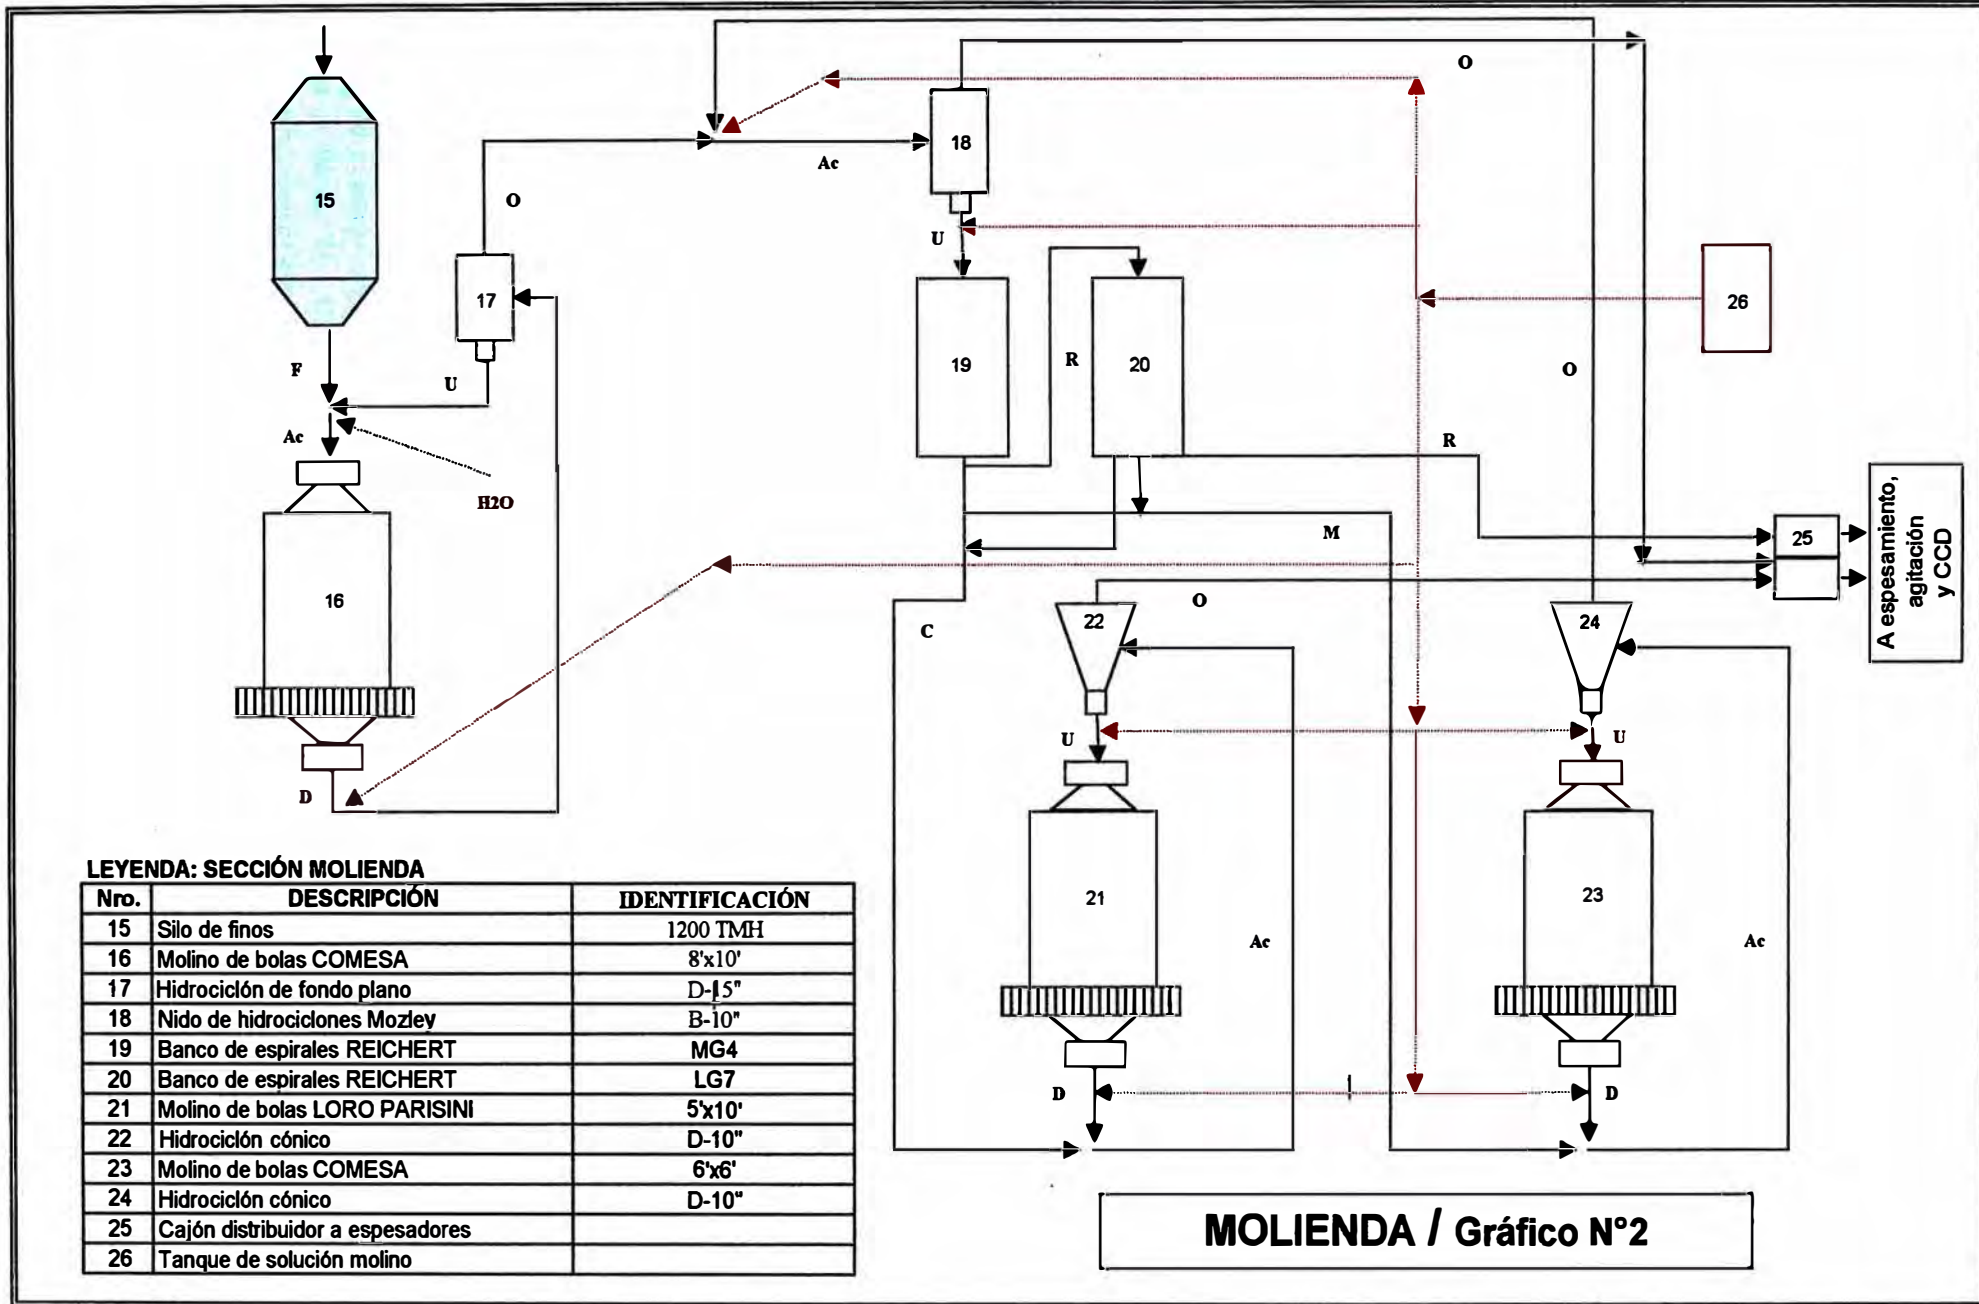 O
15
18
Ac
O
U
17
26
19
R
20
O
F
U
R
Ac
H2O
25
M
A espesamiento,
agitación
y CCD
16
O
22
24
C
U
U
D
21
23
Ac
Ac
D
D
LEYENDA: SECCIÓN MOLIENDA
Nro. DESCRIPCIÓN IDENTIFICACIÓN
15 Silo de finos 1200 TMH
16 Molino de bolas COMESA 8'x10'
17 Hidrociclón de fondo plano D-15"
18 Nido de hidrociclones Mozley B-10"
19 Banco de espirales REICHERT MG4
20 Banco de espirales REICHERT LG7
21 Molino de bolas LORO PARISINI 5'x10'
22 Hidrociclón cónico D-10"
23 Molino de bolas COMESA 6'x6'
24 Hidrociclón cónico D-10"
25 Cajón distribuidor a espesadores
26 Tanque de solución molino
MOLIENDA / Gráfico N°2
O